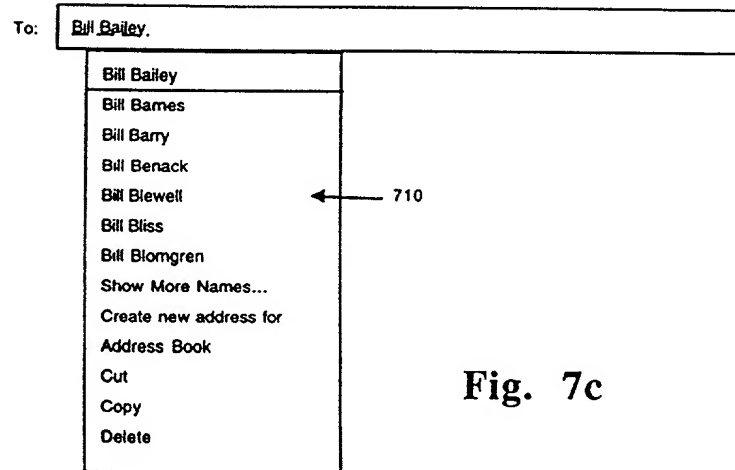 To: Bill Bailey.
Bill Bailey
Bill Barnes
Bill Barry
Bill Benack
Bill Blewell 710
Bill Bliss
Bill Blomgren
Show More Names...
Create new address for
Address Book
Cut
Copy
Delete
Fig. 7c